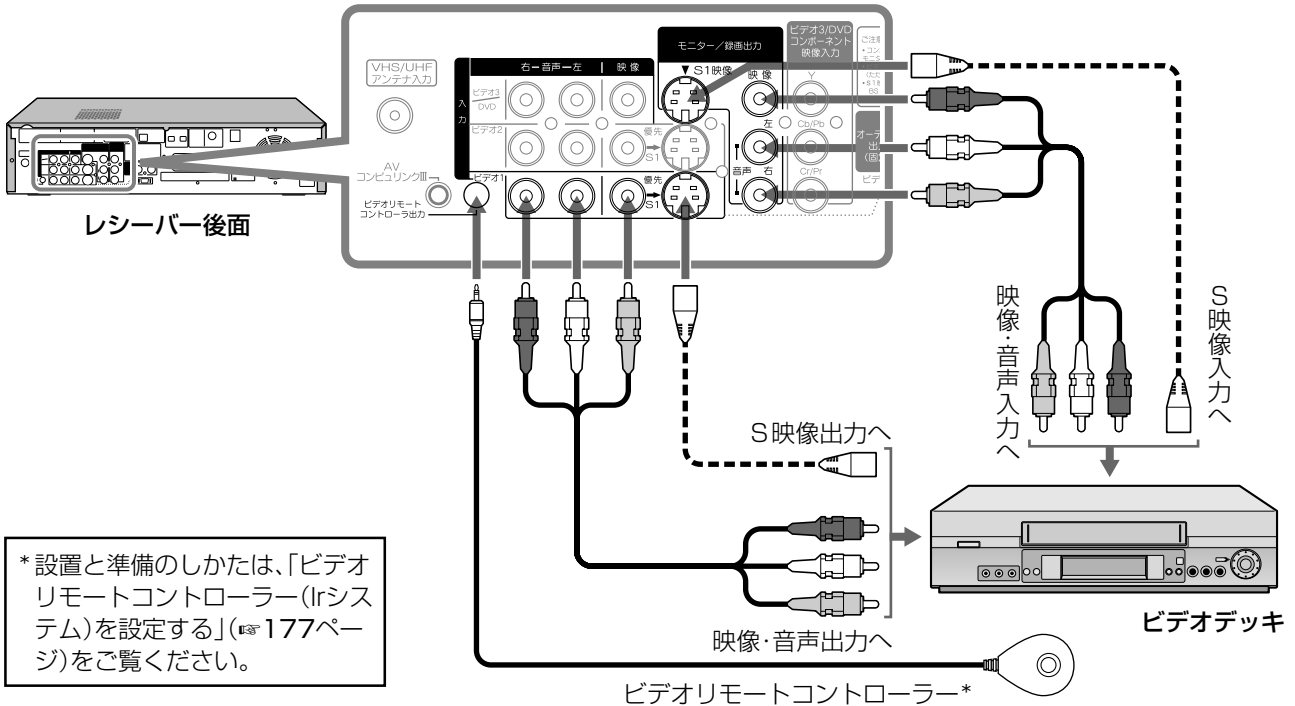 モニター／録画出力
ビデオ3/DVD
コンポーネント
映像入力
VHS/UHF
アンテナ入力
右ー音声ー左
映像
S1映像
映像
入力
ビデオ3
DVD
Y
ビデオ2
優先
S1
左
Cb/Pb
音声
右
Cr/Pr
AV
コンピュリンクIII
ビデオ1
優先
S1
ビデオリモート
コントローラ出力
レシーバー後面
映像・音声入力へ
S映像入力へ
S映像出力へ
映像・音声出力へ
ビデオデッキ
ビデオリモートコントローラー*
*設置と準備のしかたは、「ビデオ
リモートコントローラー(Irシス
テム)を設定する」(☞177ペー
ジ)をご覧ください。